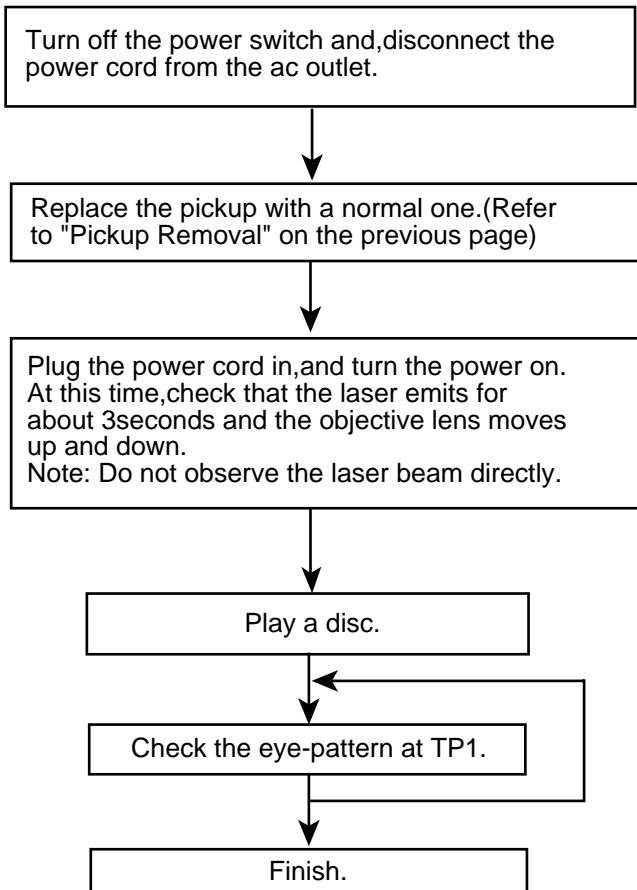 Turn off the power switch and,disconnect the
power cord from the ac outlet.
Replace the pickup with a normal one.(Refer
to "Pickup Removal" on the previous page)
Plug the power cord in,and turn the power on.
At this time,check that the laser emits for
about 3seconds and the objective lens moves
up and down.
Note: Do not observe the laser beam directly.
Play a disc.
Check the eye-pattern at TP1.
Finish.